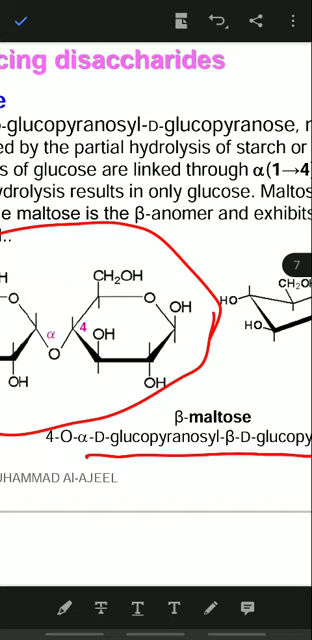 cing disaccharides
e
-glucopyranosyl-D-glucopyranose,
ed by the partial hydrolysis of starch or
s of glucose are linked through α(1→4)
ydrolysis results in only glucose. Maltos
e maltose is the β-anomer and exhibits
7
H CH₂OH CH₂OH
O O OH HO
α 4 OH HO
O
OH OH
β-maltose
4-O-α-D-glucopyranosyl-β-D-glucopy
UHAMMAD Al-AJEEL
T T T